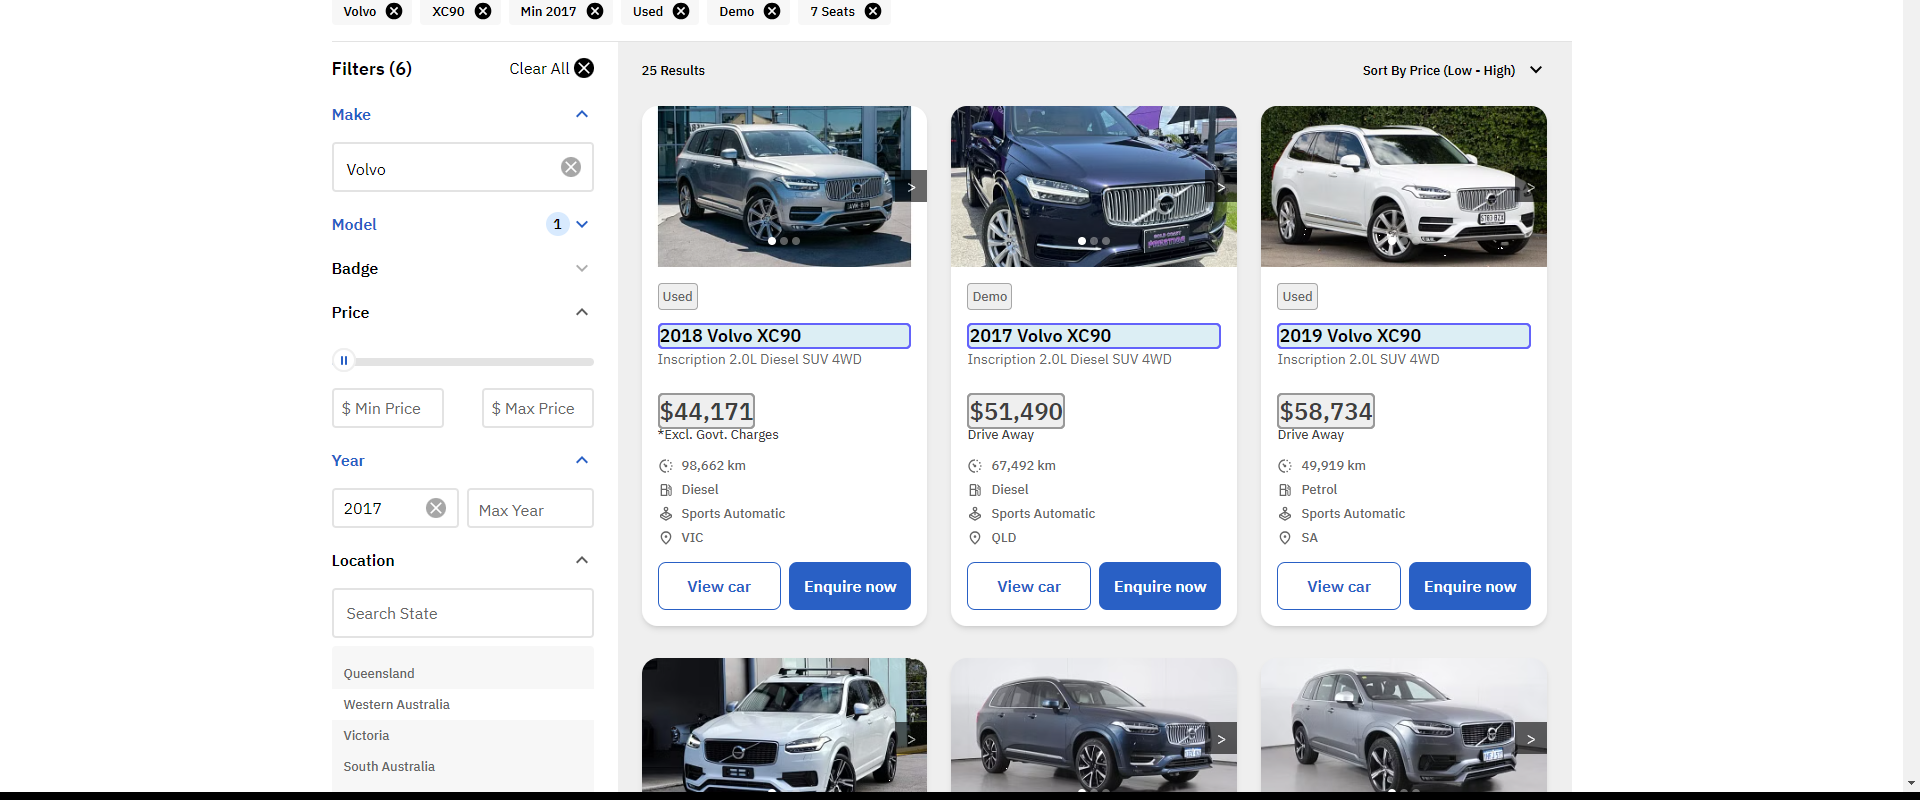 Volvo XC90 Min 2017 Used Demo 7 Seats
Filters (6) Clear All
Make
Volvo
Model 1
Badge
Price
$ Min Price $ Max Price
Year
2017 Max Year
Location
Search State
Queensland
Western Australia
Victoria
South Australia
25 Results Sort By Price (Low - High)
>
Used
2018 Volvo XC90
Inscription 2.0L Diesel SUV 4WD
$44,171
*Excl. Govt. Charges
98,662 km
Diesel
Sports Automatic
VIC
View car Enquire now
>
Demo
2017 Volvo XC90
Inscription 2.0L Diesel SUV 4WD
$51,490
Drive Away
67,492 km
Diesel
Sports Automatic
QLD
View car Enquire now
>
Used
2019 Volvo XC90
Inscription 2.0L SUV 4WD
$58,734
Drive Away
49,919 km
Petrol
Sports Automatic
SA
View car Enquire now
>
>
>